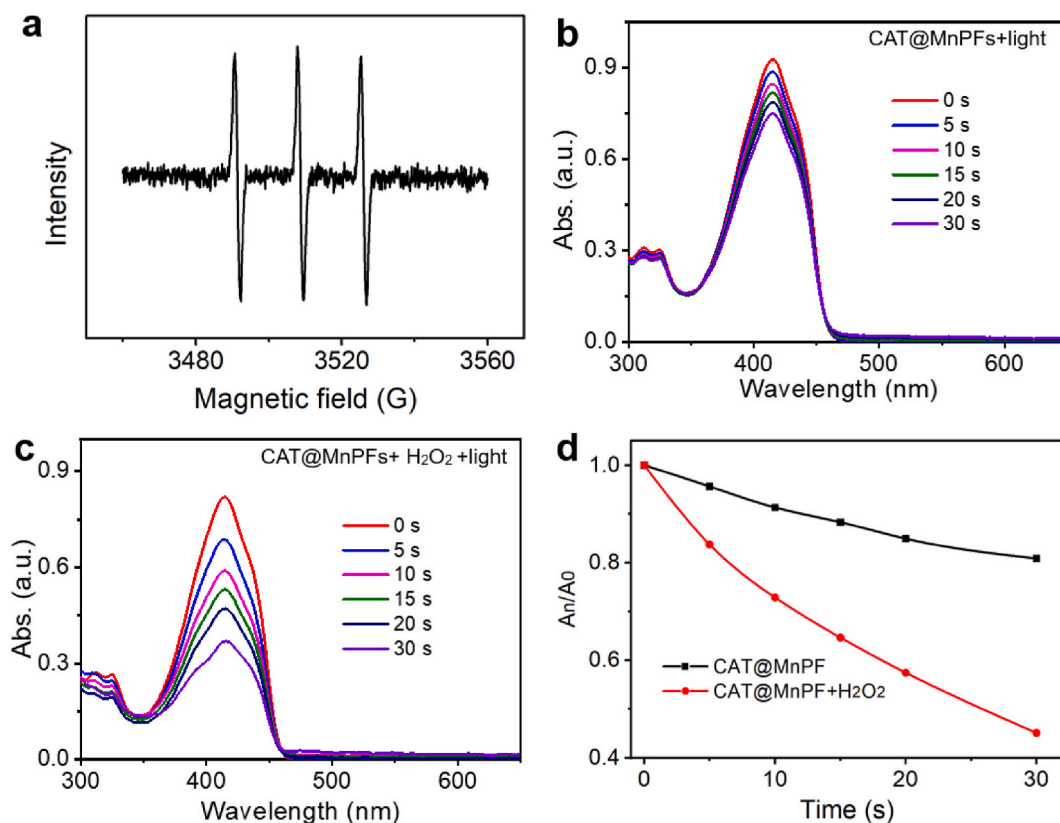 a
Intensity
3480
3520
3560
Magnetic field (G)
b
CAT@MnPFs+light
0 s
5 s
10 s
15 s
20 s
30 s
Abs. (a.u.)
0.9
0.6
0.3
0.0
300
400
500
600
Wavelength (nm)
c
CAT@MnPFs+ H₂O₂ +light
0 s
5 s
10 s
15 s
20 s
30 s
Abs. (a.u.)
0.9
0.6
0.3
0.0
300
400
500
600
Wavelength (nm)
d
An/A0
1.0
0.8
0.6
0.4
CAT@MnPF
CAT@MnPF+H₂O₂
0
10
20
30
Time (s)